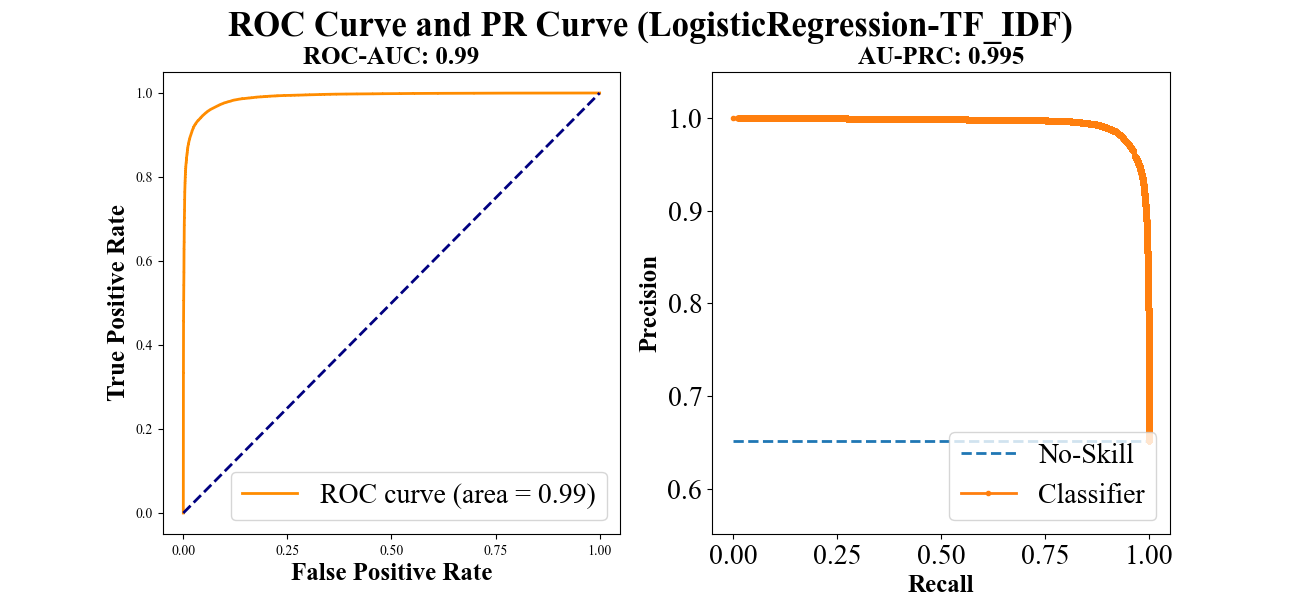 ROC Curve and PR Curve (LogisticRegression-TF_IDF)
ROC-AUC: 0.99
1.0
0.8
0.6
0.4
0.2
0.0
True Positive Rate
ROC curve (area = 0.99)
0.00 0.25 0.50 0.75 1.00
False Positive Rate
AU-PRC: 0.995
1.0
0.9
0.8
0.7
0.6
Precision
No-Skill
Classifier
0.00 0.25 0.50 0.75 1.00
Recall